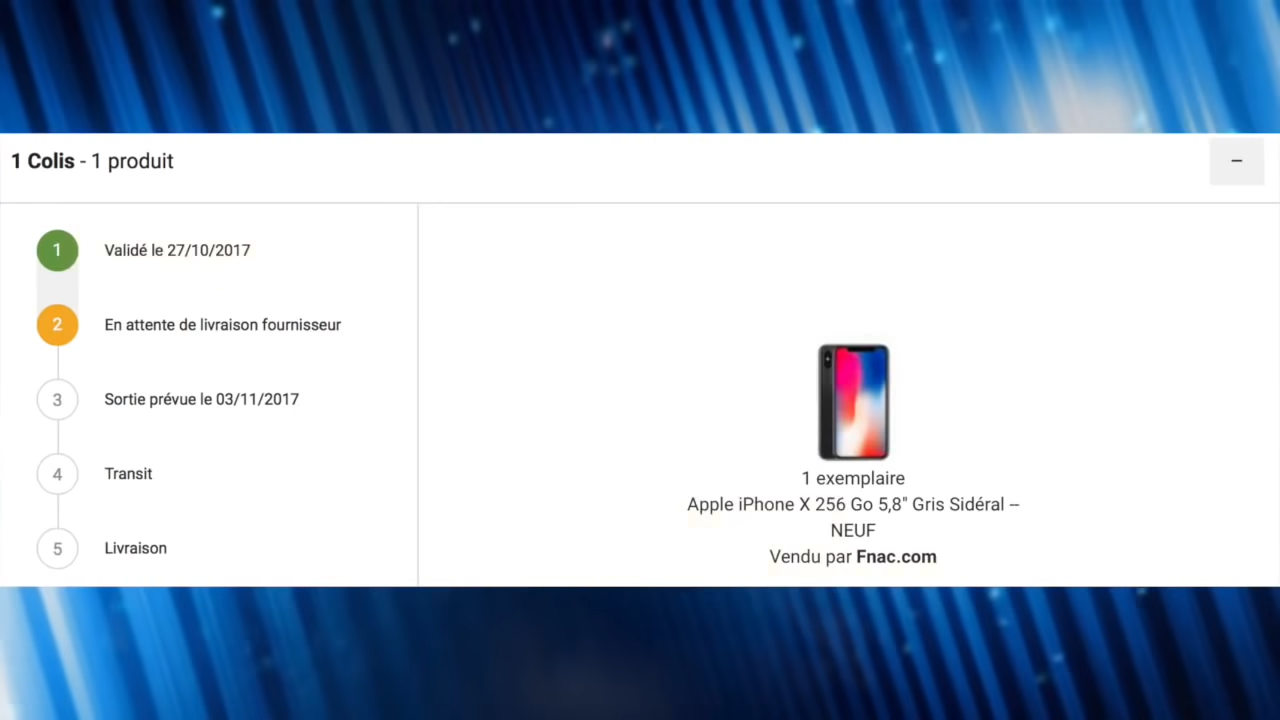 1 Colis - 1 produit
–
1 Validé le 27/10/2017
2 En attente de livraison fournisseur
3 Sortie prévue le 03/11/2017
4 Transit
5 Livraison
1 exemplaire
Apple iPhone X 256 Go 5,8" Gris Sidéral –
NEUF
Vendu par Fnac.com